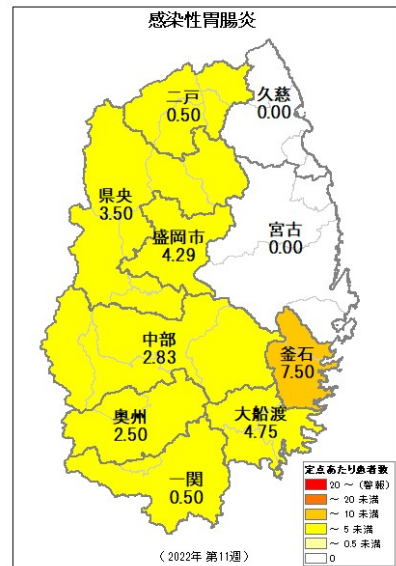 感染性胃腸炎
二戸
0.50
久慈
0.00
県央
3.50
盛岡市
4.29
宮古
0.00
中部
2.83
釜石
7.50
奥州
2.50
大船渡
4.75
一関
0.50
定点あたり患者数
20 ~ (警報)
~ 20 未満
~ 10 未満
~ 5 未満
~ 0.5 未満
0
( 2022年 第11週 )